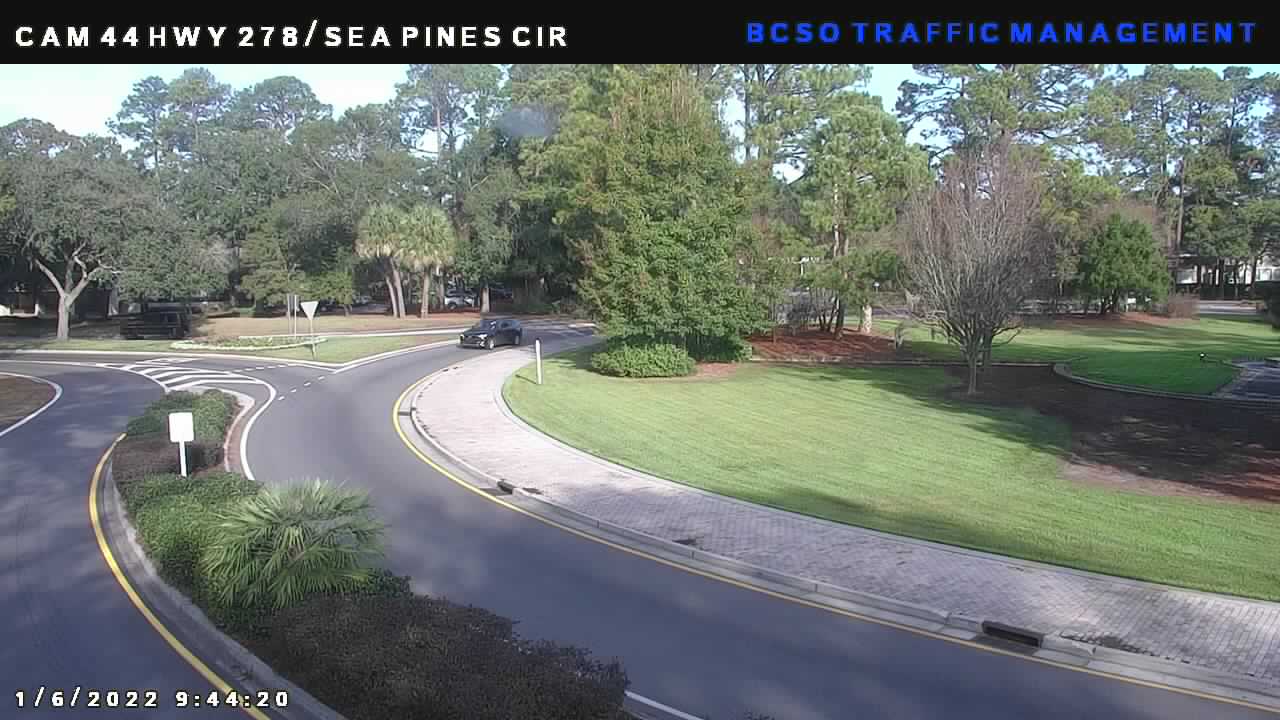 CAM 44 HWY 278/SEA PINES CIR
BCSO TRAFFIC MANAGEMENT
1/6/2022 9:44:20